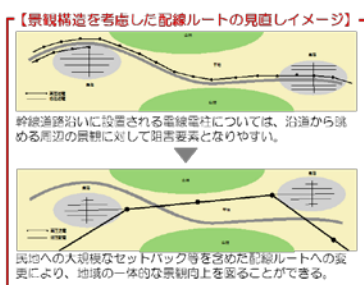 【景観構造を考慮した配線ルートの見直しイメージ】
幹線道路沿いに設置される電線電柱については、沿道から眺
める周辺の景観に対して阻害要素となりやすい。
民地への大規模なセットバック等を含めた配線ルートへの変
更により、地域の一体的な景観向上を図ることができる。